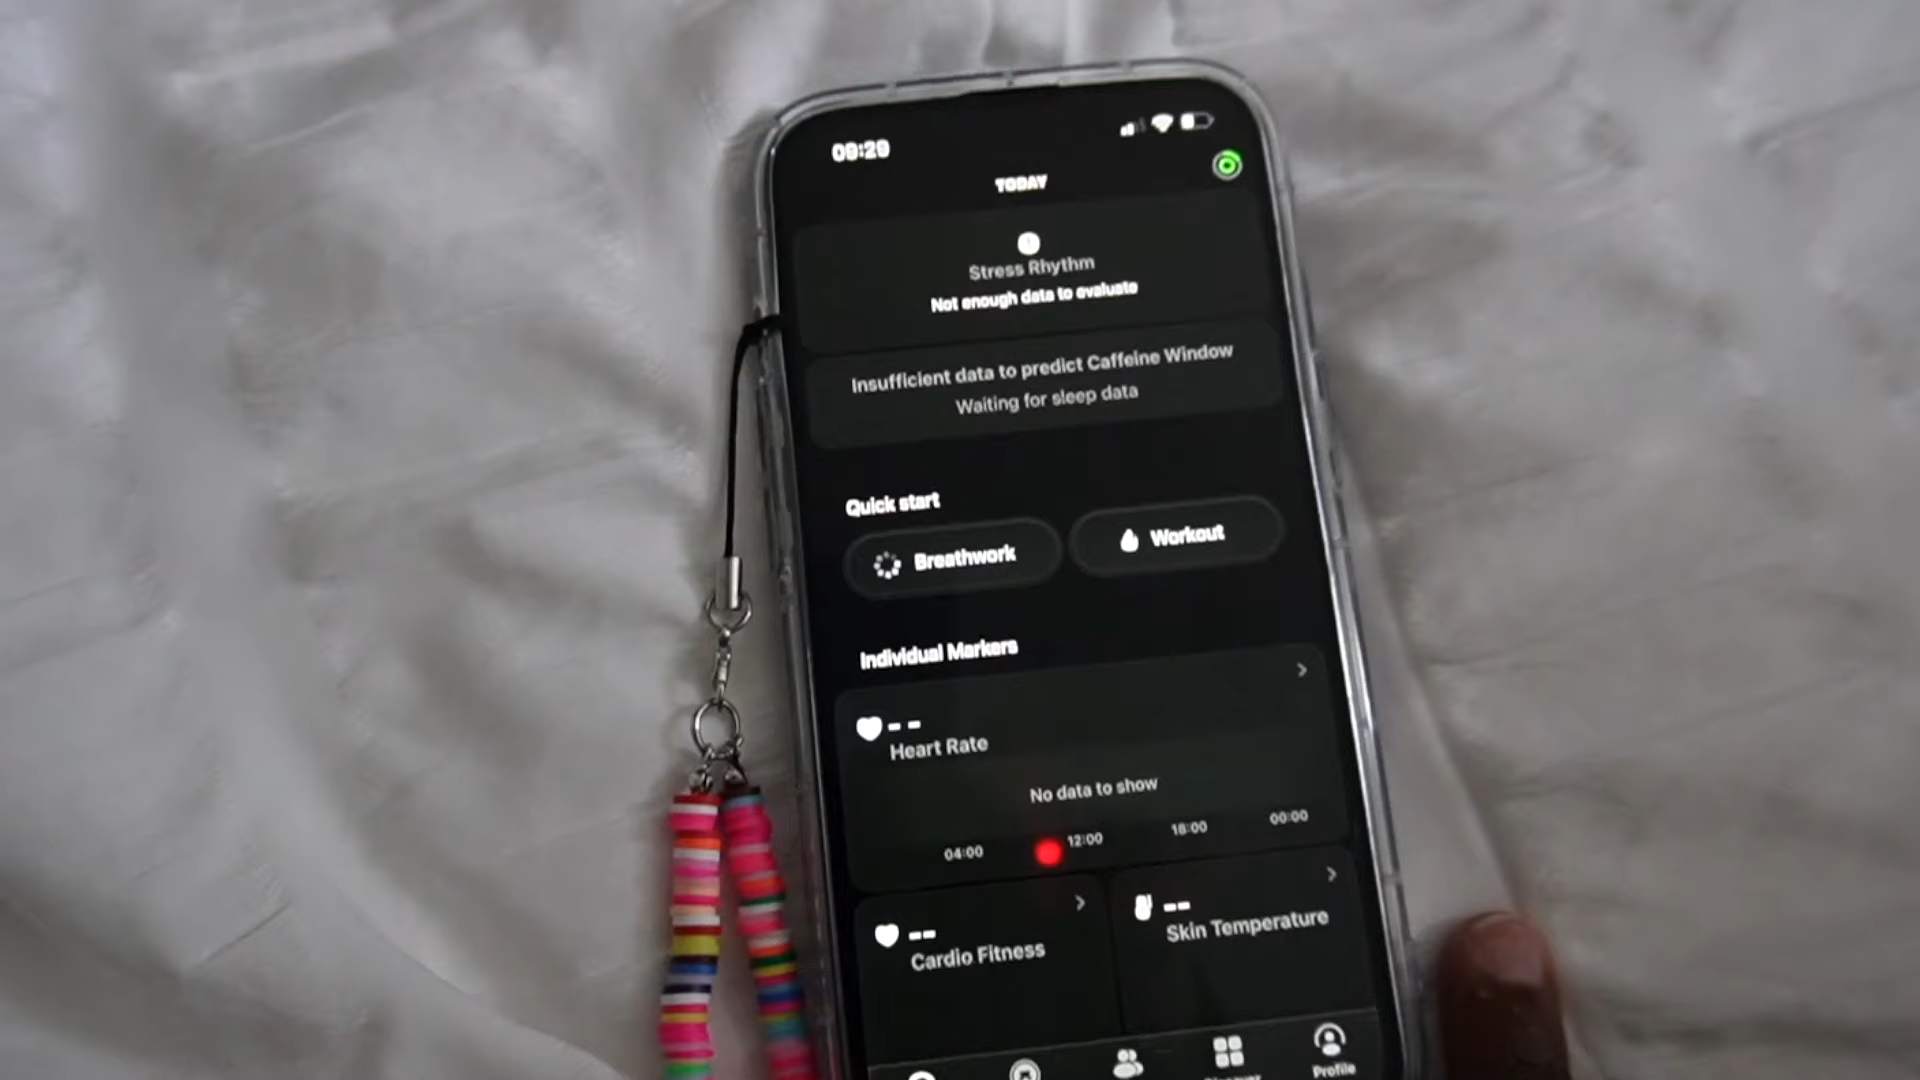 09:29
TODAY
Stress Rhythm
Not enough data to evaluate
Insufficient data to predict Caffeine Window
Waiting for sleep data
Quick start
Breathwork
Workout
Individual Markers
--
Heart Rate
No data to show
04:00 12:00 18:00 00:00
--
Cardio Fitness
--
Skin Temperature
Profile